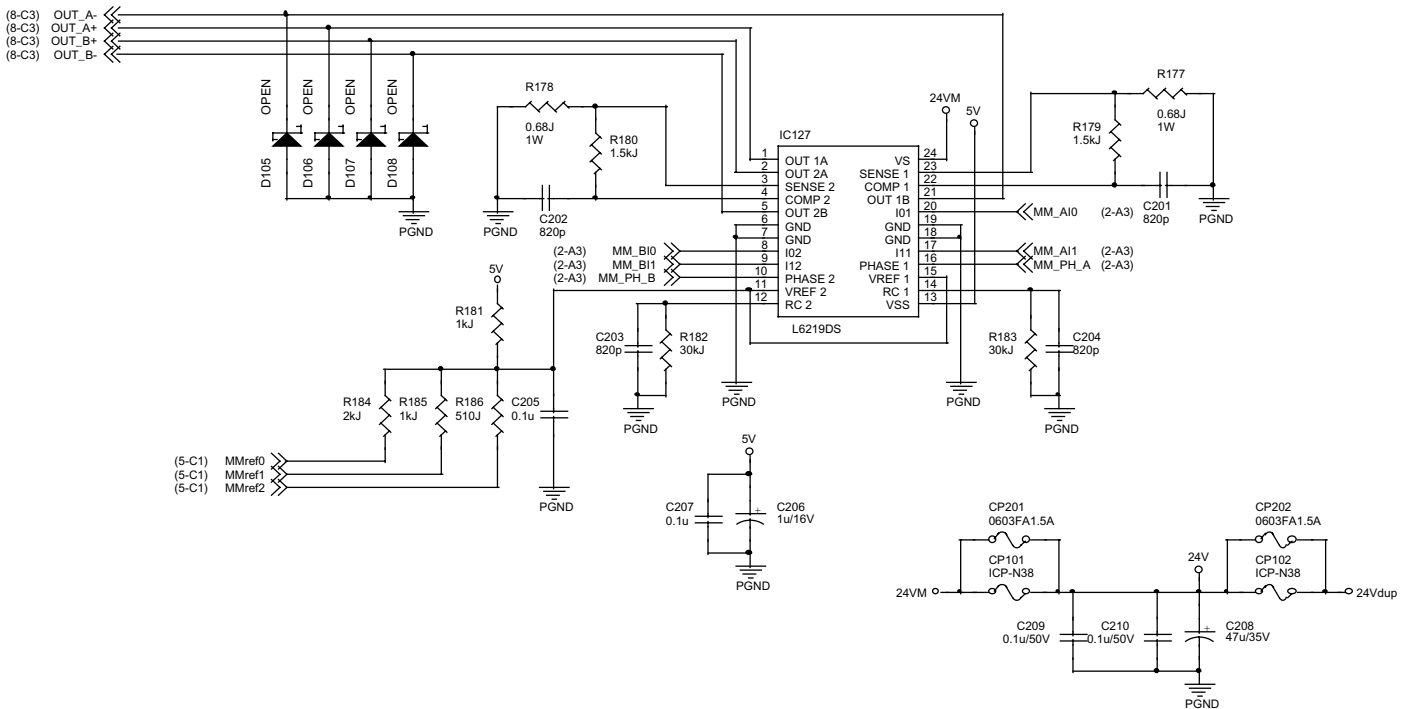 (8-C3) OUT_A-
(8-C3) OUT_A+
(8-C3) OUT_B+
(8-C3) OUT_B-
OPEN
OPEN
OPEN
OPEN
1
1
1
1
D105
D106
D107
D108
PGND
R178
0.68J
1W
R180
1.5kJ
C202
820p
PGND
24VM
5V
R177
0.68J
1W
R179
1.5kJ
C201
820p
PGND
IC127
1 OUT 1A
2 OUT 2A
3 SENSE 2
4 COMP 2
5 OUT 2B
6 GND
7 GND
8 I02
9 I12
10 PHASE 2
11 VREF 2
12 RC 2
VS 24
SENSE 1 23
COMP 1 22
OUT 1B 21
I01 20
GND 19
GND 18
I11 17
PHASE 1 16
VREF 1 15
RC 1 14
VSS 13
L6219DS
MM_AI0 (2-A3)
MM_AI1 (2-A3)
MM_PH_A (2-A3)
(2-A3) MM_BI0
(2-A3) MM_BI1
(2-A3) MM_PH_B
5V
R181
1kJ
C203
820p
R182
30kJ
PGND
PGND
R183
30kJ
C204
820p
PGND
PGND
R184
2kJ
R185
1kJ
R186
510J
C205
0.1u
(5-C1) MMref0
(5-C1) MMref1
(5-C1) MMref2
PGND
5V
C207
0.1u
+
C206
1u/16V
PGND
CP201
0603FA1.5A
CP101
ICP-N38
CP202
0603FA1.5A
CP102
ICP-N38
24V
24VM
24Vdup
C209
0.1u/50V
C210
0.1u/50V
+
C208
47u/35V
PGND